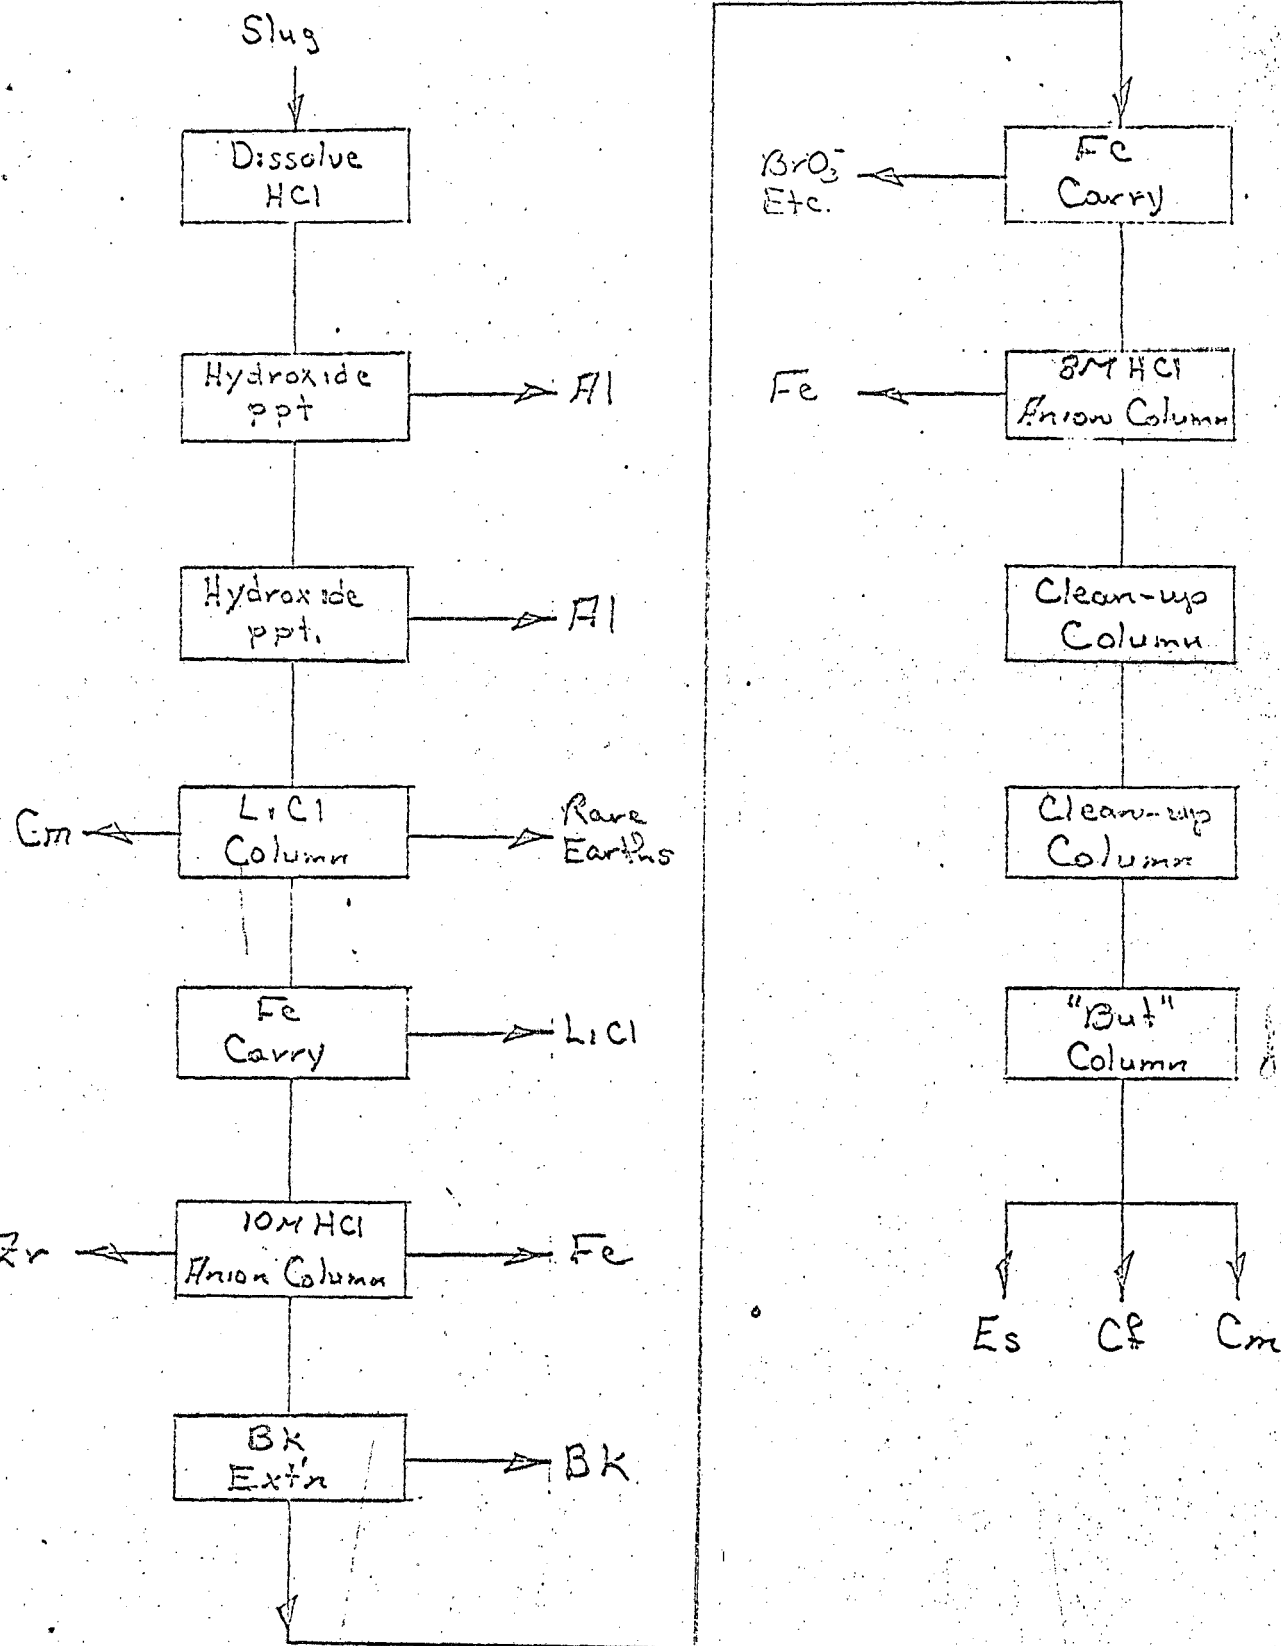 Slug
Dissolve
HCl
Hydroxide
ppt
Al
Hydroxide
ppt.
Al
Cm
LiCl
Column
Rare
Earths
Fe
Carry
LiCl
Zr
10M HCl
Anion Column
Fe
Bk
Ext'n
Bk
BrO₃⁻
Etc.
Fe
Carry
Fe
8M HCl
Anion Column
Clean-up
Column
Clean-up
Column
"But"
Column
Es
Cf
Cm